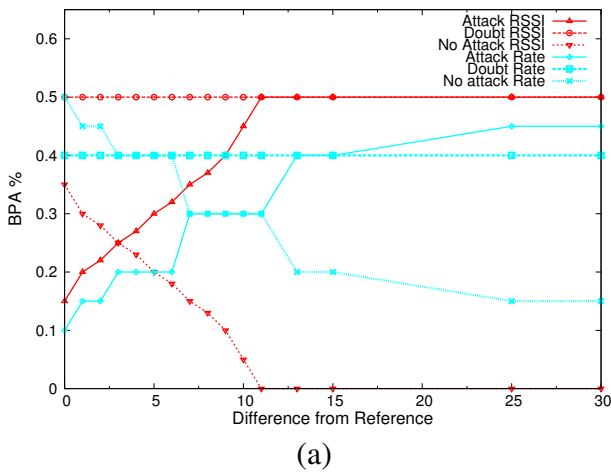 Attack RSSI
Doubt RSSI
No Attack RSSI
Attack Rate
Doubt Rate
No attack Rate
0.6
0.5
0.4
0.3
0.2
0.1
0
BPA %
0 5 10 15 20 25 30
Difference from Reference
(a)